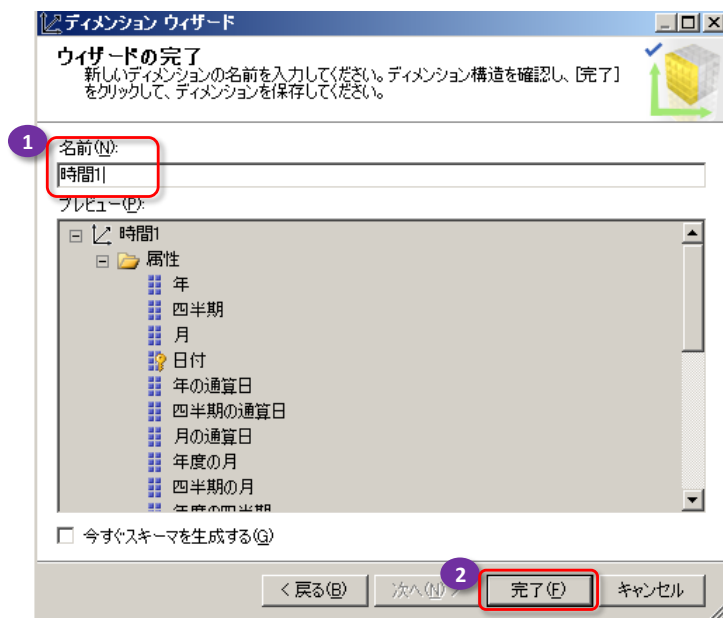 ディメンション ウィザード
ウィザードの完了
新しいディメンションの名前を入力してください。ディメンション構造を確認し、[完了]
をクリックして、ディメンションを保存してください。
1
名前(N):
時間1
プレビュー(P):
時間1
属性
年
四半期
月
日付
年の通算日
四半期の通算日
月の通算日
年度の月
四半期の月
年度の四半期
今すぐスキーマを生成する(G)
2
< 戻る(B)
次へ(N) >
完了(F)
キャンセル